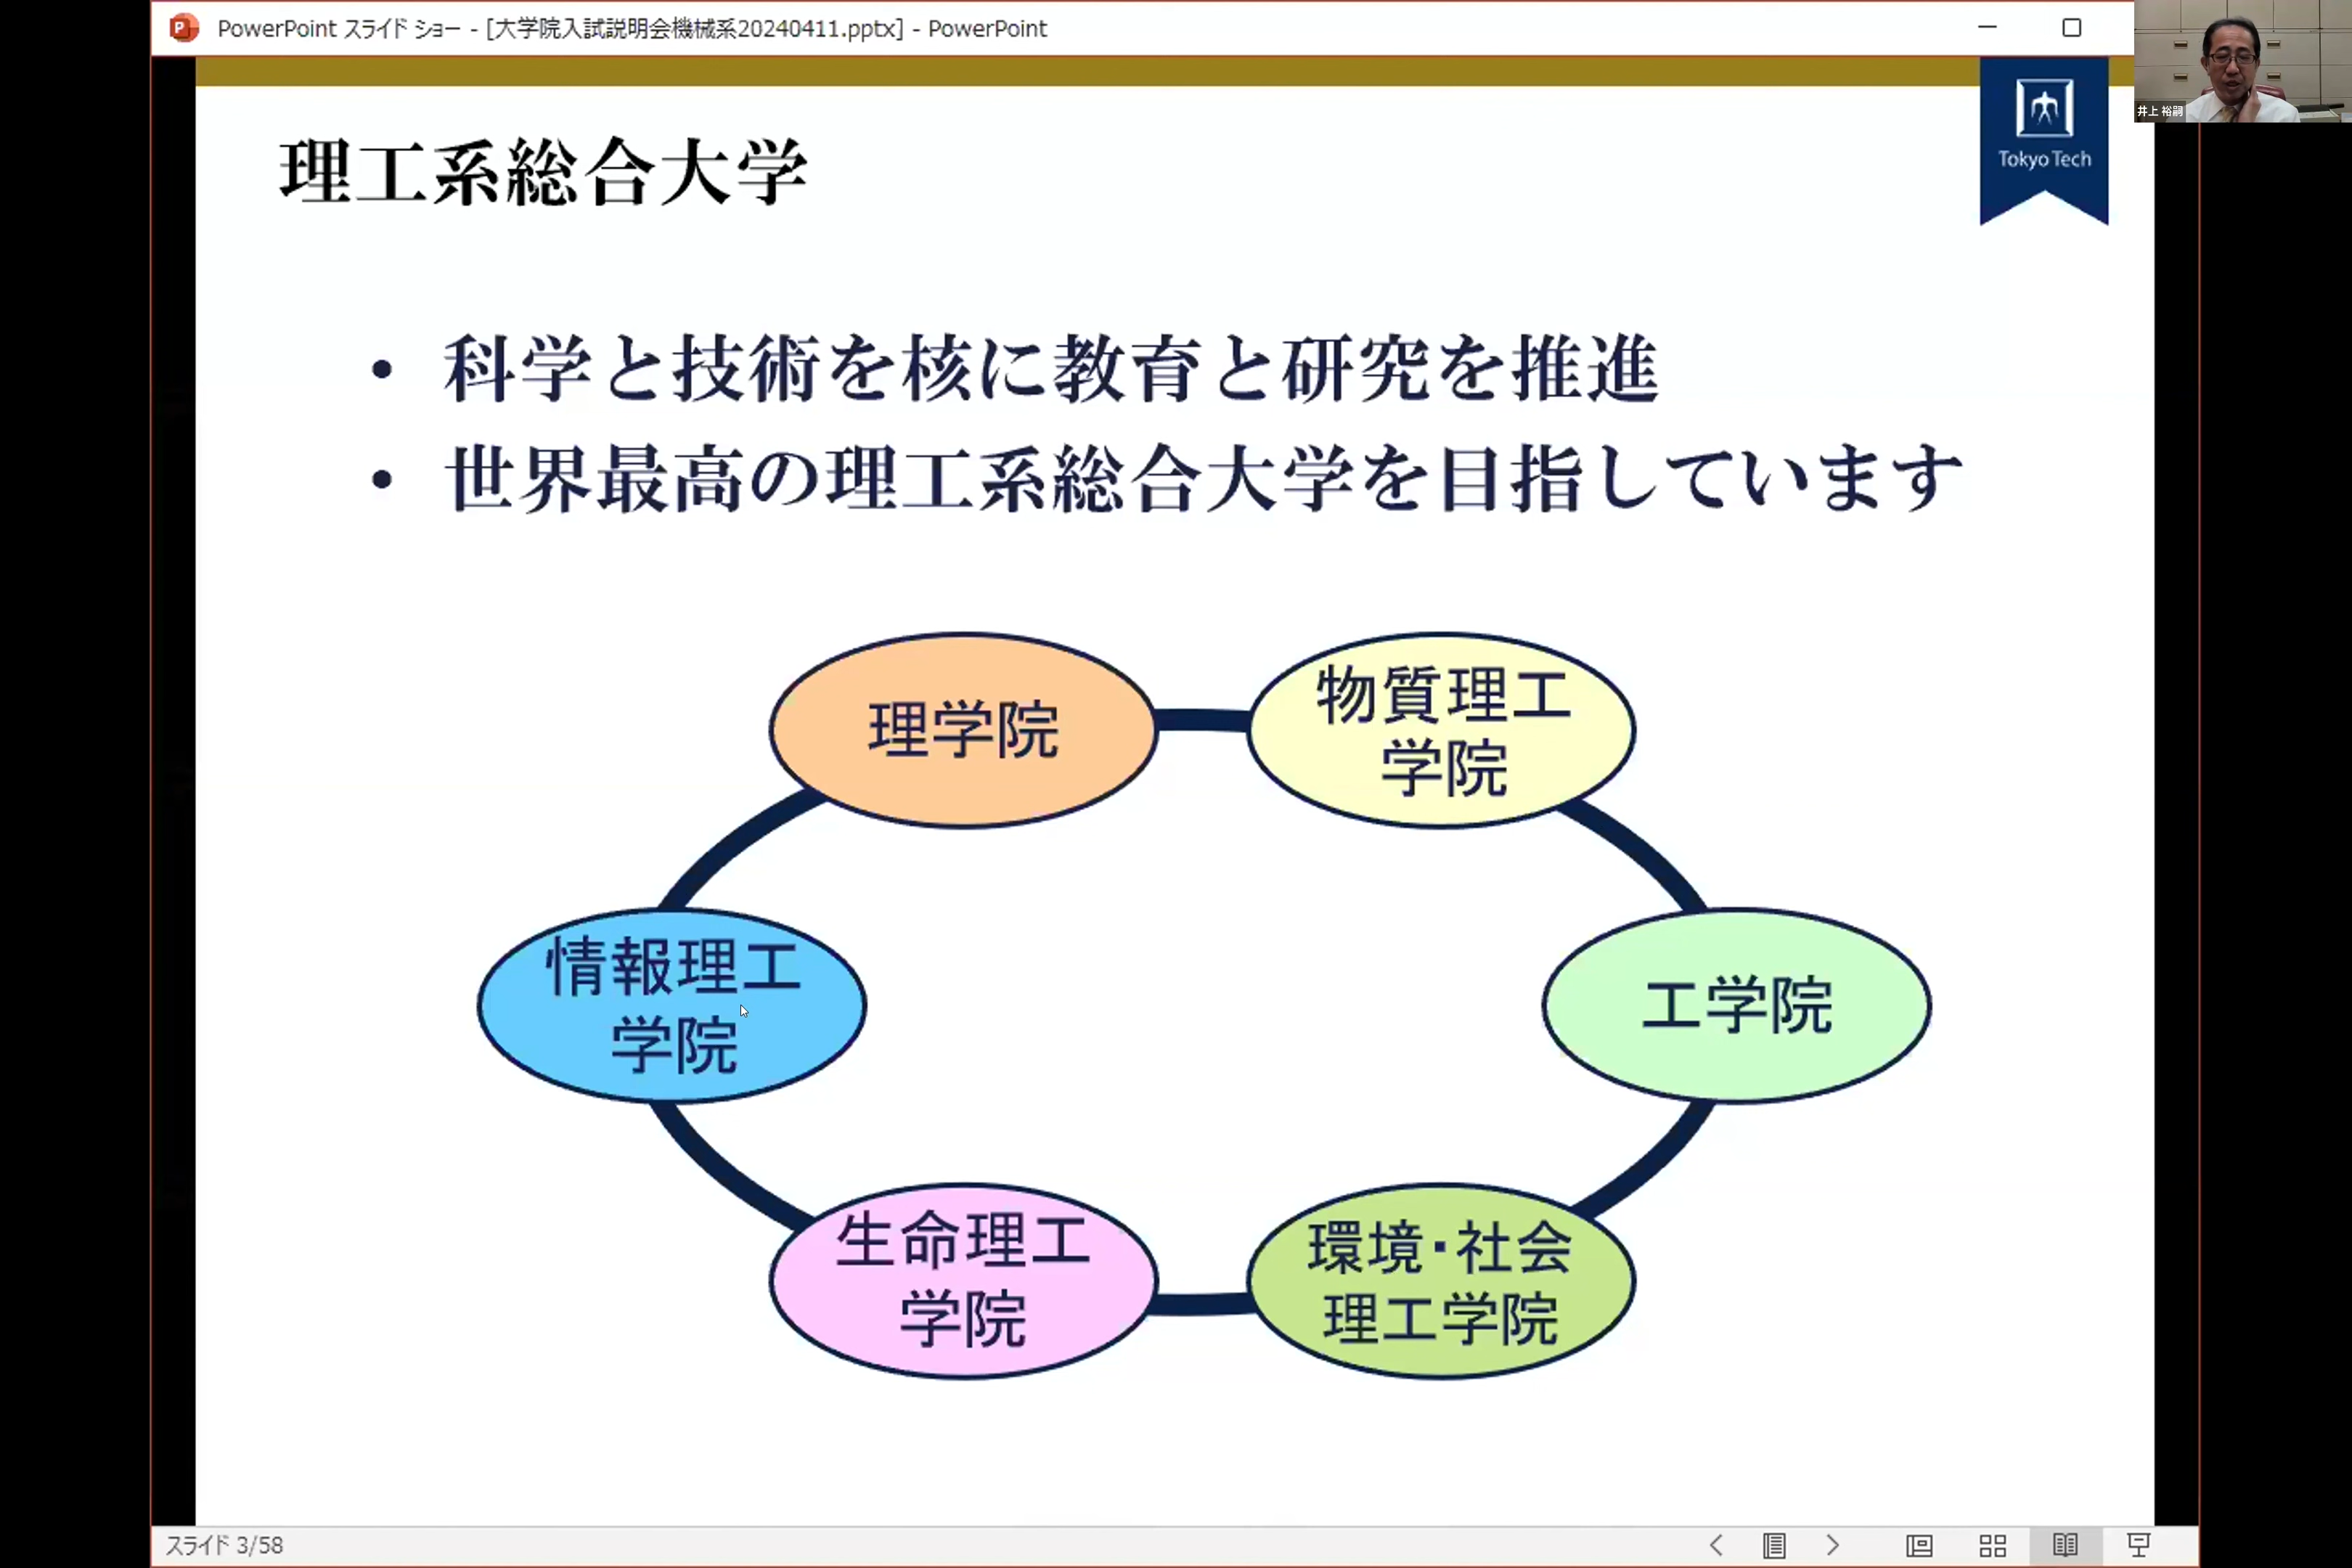 PowerPoint スライド ショー - [大学院入試説明会機械系20240411.pptx] - PowerPoint
井上 裕嗣
Tokyo Tech
理工系総合大学
• 科学と技術を核に教育と研究を推進
• 世界最高の理工系総合大学を目指しています
理学院
物質理工
学院
情報理工
学院
工学院
生命理工
学院
環境・社会
理工学院
スライド 3/58